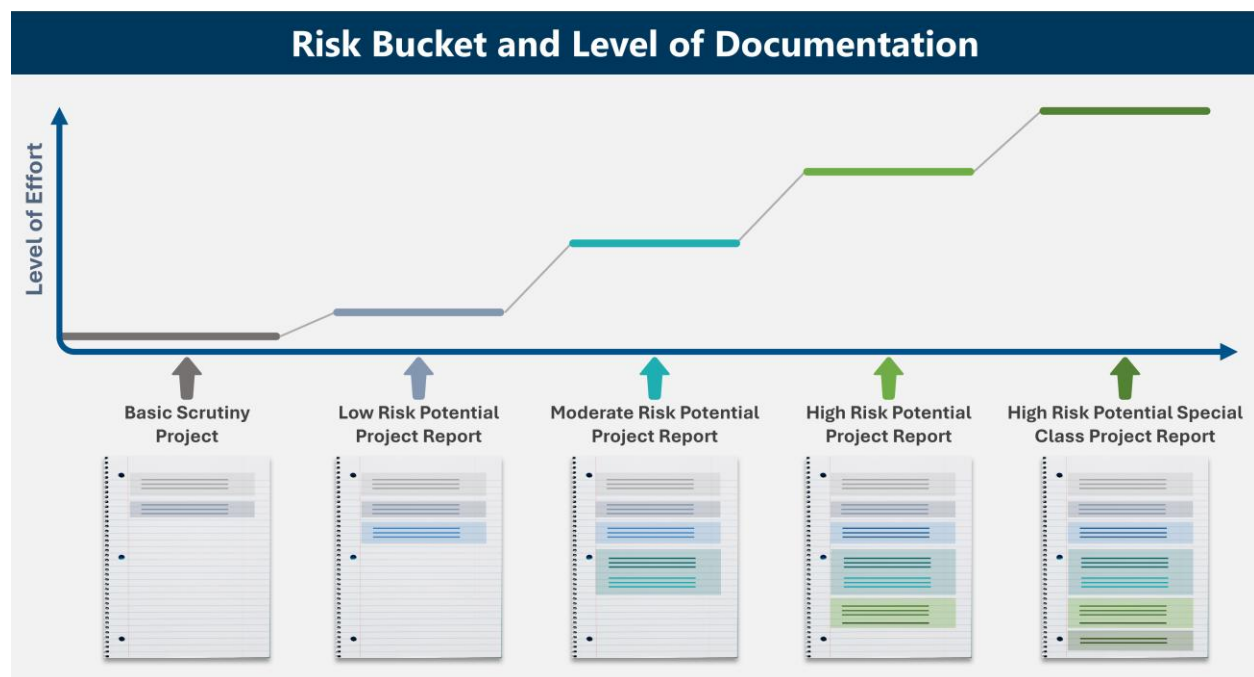 Risk Bucket and Level of Documentation
Level of Effort
Basic Scrutiny
Project
Low Risk Potential
Project Report
Moderate Risk Potential
Project Report
High Risk Potential
Project Report
High Risk Potential Special
Class Project Report